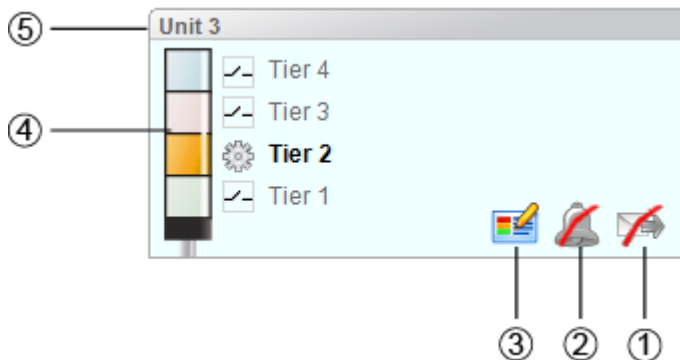 ⑤ Unit 3
Tier 4
Tier 3
④
Tier 2
Tier 1
③ ② ①